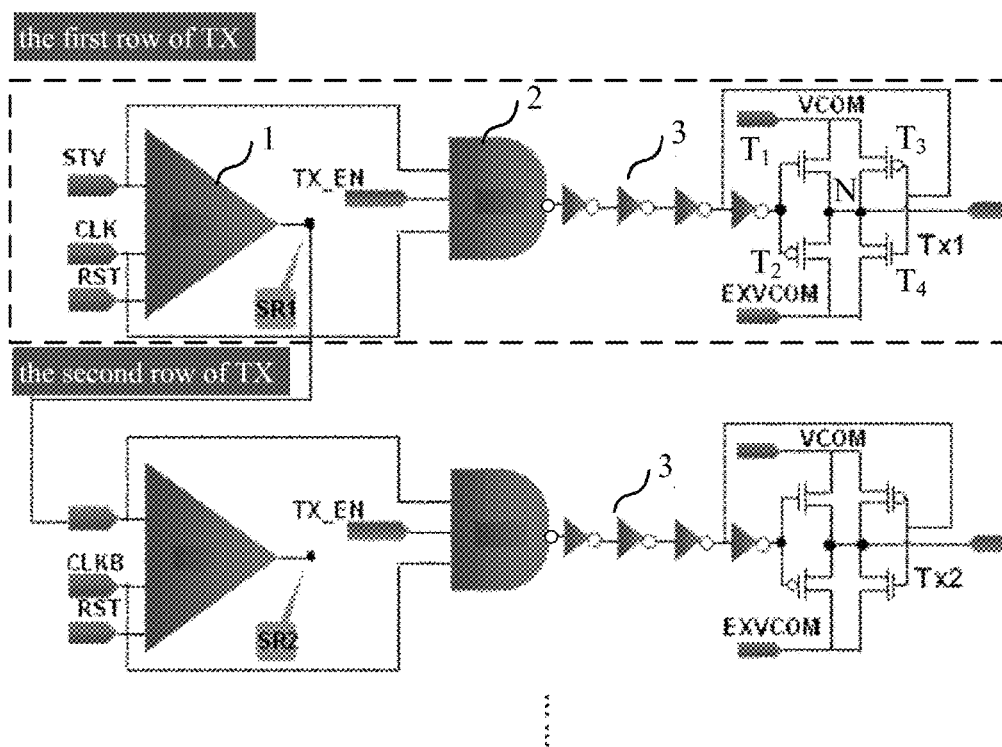 the first row of TX
1
2
3
STV
CLK
RST
SR1
TX_EN
VCOM
T1
T3
N
T2
T4
Tx1
EXVCOM
the second row of TX
3
CLKB
RST
SR2
TX_EN
VCOM
Tx2
EXVCOM